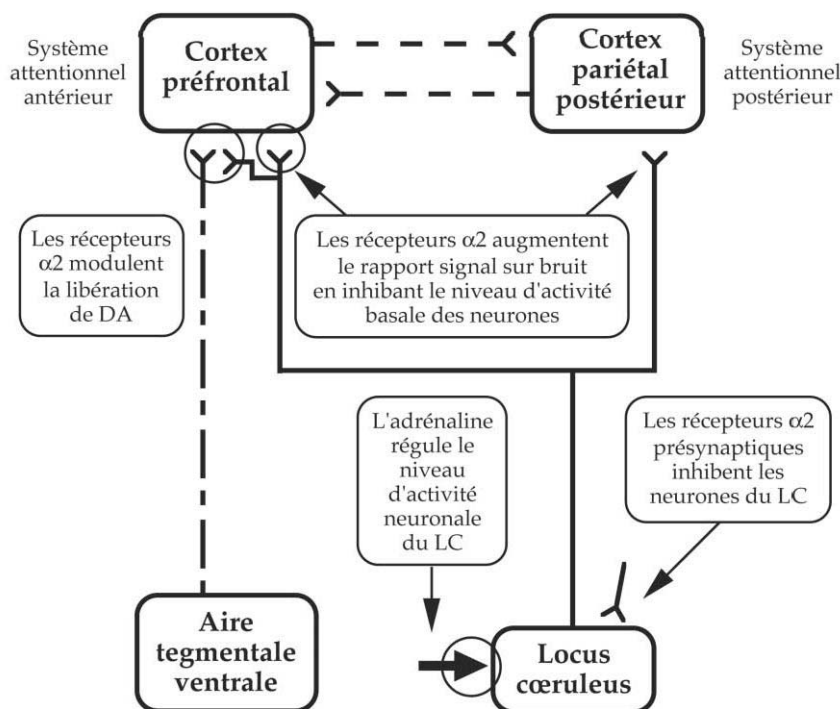 Système
attentionnel
antérieur
Cortex
préfrontal
Cortex
pariétal
postérieur
Système
attentionnel
postérieur
Les récepteurs
α2 modulent
la libération
de DA
Les récepteurs α2 augmentent
le rapport signal sur bruit
en inhibant le niveau d'activité
basale des neurones
L'adrénaline
régule le
niveau
d'activité
neuronale
du LC
Les récepteurs α2
présynaptiques
inhibent les
neurones du LC
Aire
tegmentale
ventrale
Locus
cœruleus